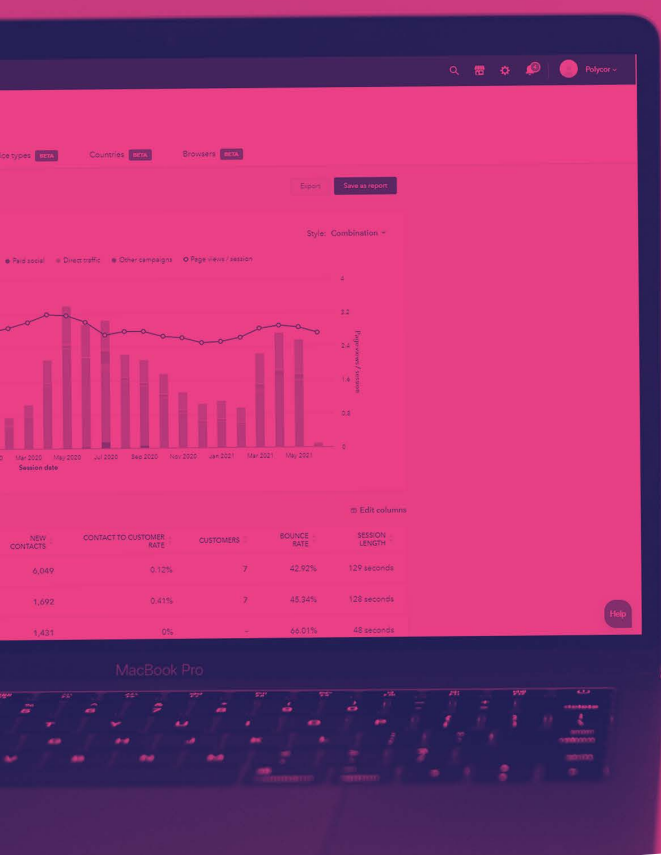 Polycor
ice types BETA Countries BETA Browsers BETA
Export Save as report
Style: Combination
Paid social Direct traffic Other campaigns Page views / session
4
3.2
2.4
Page views / session
1.6
0.8
0
Mar 2020 May 2020 Jul 2020 Sep 2020 Nov 2020 Jan 2021 Mar 2021 May 2021
Session date
Edit columns
NEW CONTACT TO CUSTOMER CUSTOMERS BOUNCE SESSION
CONTACTS RATE RATE LENGTH
6,049 0.12% 7 42.92% 129 seconds
1,692 0.41% 7 45.34% 128 seconds
Help
1,431 0% - 66.01% 48 seconds
MacBook Pro